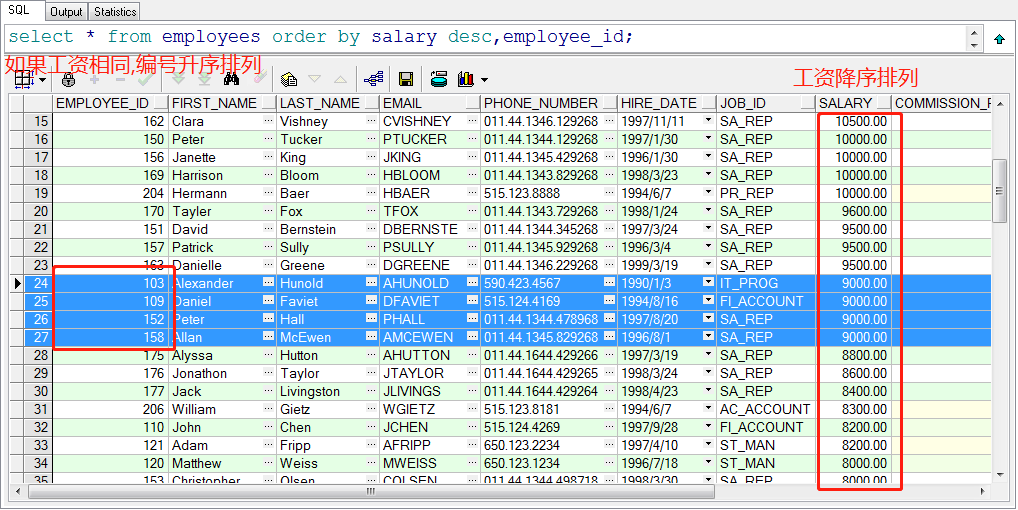 SQL Output Statistics
select * from employees order by salary desc,employee_id;
如果工资相同,编号升序排列
工资降序排列
EMPLOYEE_ID FIRST_NAME LAST_NAME EMAIL PHONE_NUMBER HIRE_DATE JOB_ID SALARY
15 162 Clara Vishney CVISHNEY 011.44.1346.129268 1997/11/11 SA_REP 10500.00
16 150 Peter Tucker PTUCKER 011.44.1344.129268 1997/1/30 SA_REP 10000.00
17 156 Janette King JKING 011.44.1345.429268 1996/1/30 SA_REP 10000.00
18 169 Harrison Bloom HBLOOM 011.44.1343.829268 1998/3/23 SA_REP 10000.00
19 204 Hermann Baer HBAER 515.123.8888 1994/6/7 PR_REP 10000.00
20 170 Tayler Fox TFOX 011.44.1343.729268 1998/1/24 SA_REP 9600.00
21 151 David Bernstein DBERNSTE 011.44.1344.345268 1997/3/24 SA_REP 9500.00
22 157 Patrick Sully PSULLY 011.44.1345.929268 1996/3/4 SA_REP 9500.00
23 163 Danielle Greene DGREENE 011.44.1346.229268 1999/3/19 SA_REP 9500.00
24 103 Alexander Hunold AHUNOLD 590.423.4567 1990/1/3 IT_PROG 9000.00
25 109 Daniel Faviet DFAVIET 515.124.4169 1994/8/16 FI_ACCOUNT 9000.00
26 152 Peter Hall PHALL 011.44.1344.478968 1997/8/20 SA_REP 9000.00
27 158 Allan McEwen AMCEWEN 011.44.1345.829268 1996/8/1 SA_REP 9000.00
28 175 Alyssa Hutton AHUTTON 011.44.1644.429266 1997/3/19 SA_REP 8800.00
29 176 Jonathon Taylor JTAYLOR 011.44.1644.429265 1998/3/24 SA_REP 8600.00
30 177 Jack Livingston JLIVINGS 011.44.1644.429264 1998/4/23 SA_REP 8400.00
31 206 William Gietz WGIETZ 515.123.8181 1994/6/7 AC_ACCOUNT 8300.00
32 110 John Chen JCHEN 515.124.4269 1997/9/28 FI_ACCOUNT 8200.00
33 121 Adam Fripp AFRIPP 650.123.2234 1997/4/10 ST_MAN 8200.00
34 120 Matthew Weiss MWEISS 650.123.1234 1996/7/18 ST_MAN 8000.00
35 153 Christopher Olsen COLSEN 011.44.1344.498718 1998/3/30 SA_REP 8000.00